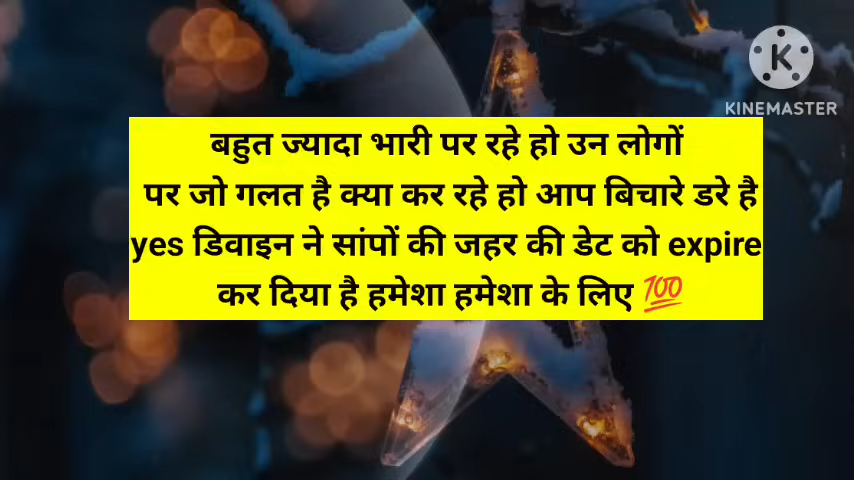 K
KINEMASTER
बहुत ज्यादा भारी पर रहे हो उन लोगों
पर जो गलत है क्या कर रहे हो आप बिचारे डरे है
yes डिवाइन ने सांपों की जहर की डेट को expire
कर दिया है हमेशा हमेशा के लिए 💯